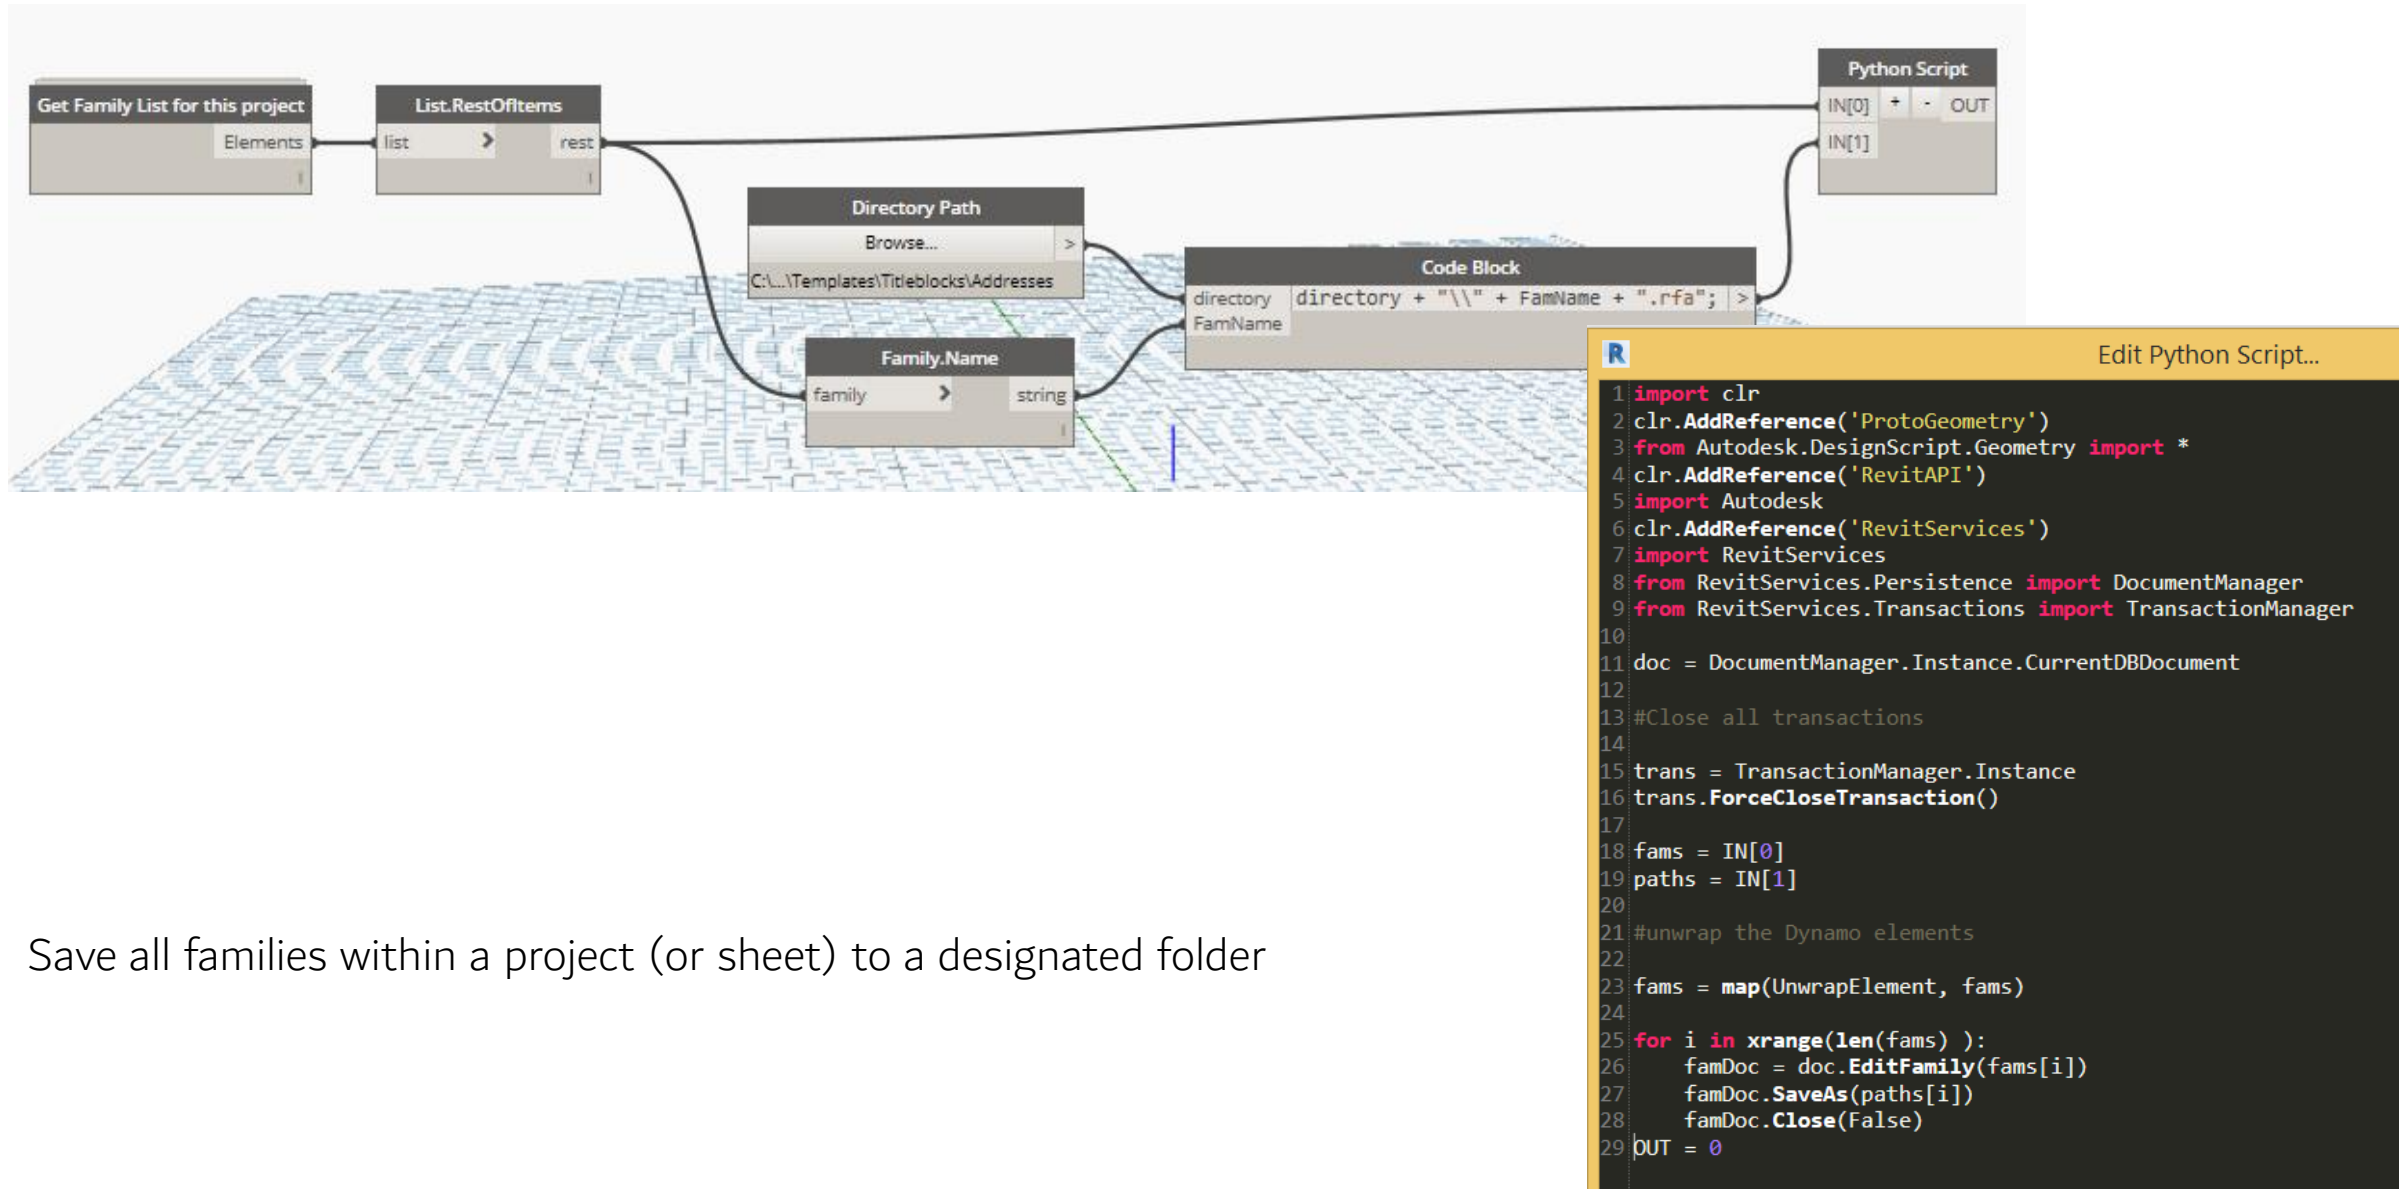 Get Family List for this project
Elements
List.RestOfItems
list > rest
Directory Path
Browse... >
C:\...\Templates\Titleblocks\Addresses
Family.Name
family > string
Code Block
directory directory + "\\" + FamName + ".rfa"; >
FamName
Python Script
IN[0] + - OUT
IN[1]
Save all families within a project (or sheet) to a designated folder
R Edit Python Script...
1 import clr
2 clr.AddReference('ProtoGeometry')
3 from Autodesk.DesignScript.Geometry import *
4 clr.AddReference('RevitAPI')
5 import Autodesk
6 clr.AddReference('RevitServices')
7 import RevitServices
8 from RevitServices.Persistence import DocumentManager
9 from RevitServices.Transactions import TransactionManager
10
11 doc = DocumentManager.Instance.CurrentDBDocument
12
13 #Close all transactions
14
15 trans = TransactionManager.Instance
16 trans.ForceCloseTransaction()
17
18 fams = IN[0]
19 paths = IN[1]
20
21 #unwrap the Dynamo elements
22
23 fams = map(UnwrapElement, fams)
24
25 for i in xrange(len(fams) ):
26     famDoc = doc.EditFamily(fams[i])
27     famDoc.SaveAs(paths[i])
28     famDoc.Close(False)
29 OUT = 0